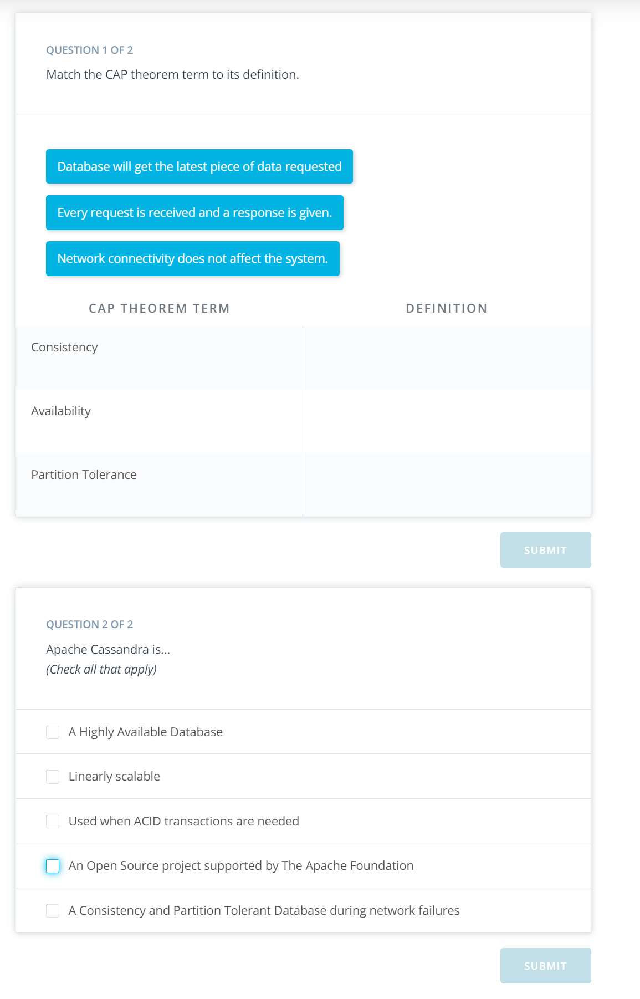 QUESTION 1 OF 2
Match the CAP theorem term to its definition.
Database will get the latest piece of data requested
Every request is received and a response is given.
Network connectivity does not affect the system.
CAP THEOREM TERM
DEFINITION
Consistency
Availability
Partition Tolerance
SUBMIT
QUESTION 2 OF 2
Apache Cassandra is...
(Check all that apply)
A Highly Available Database
Linearly scalable
Used when ACID transactions are needed
An Open Source project supported by The Apache Foundation
A Consistency and Partition Tolerant Database during network failures
SUBMIT